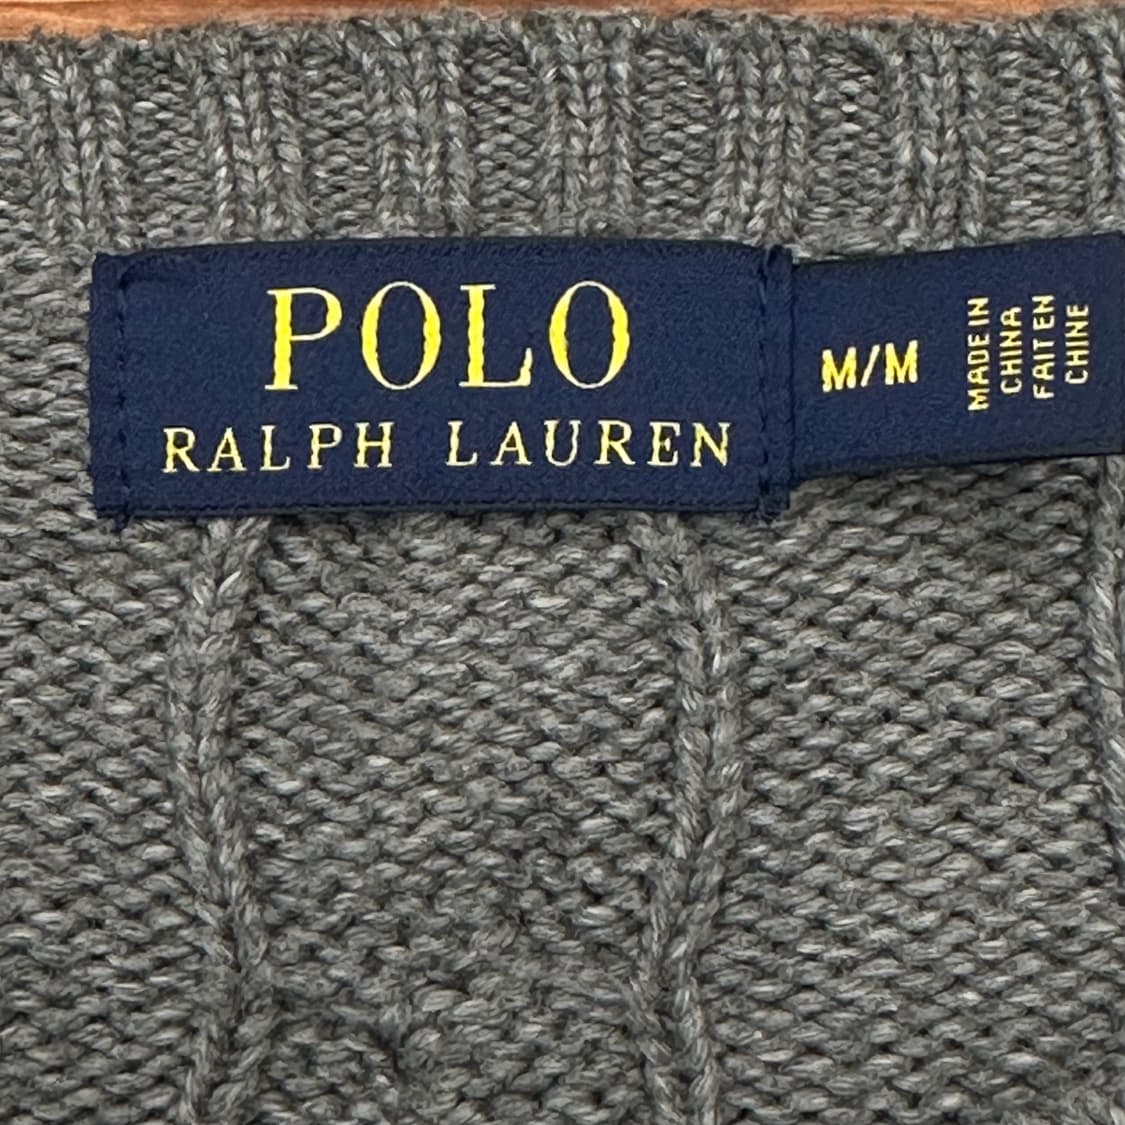 POLO
RALPH LAUREN
M/M
MADE IN
CHINA
FAIT EN
CHINE